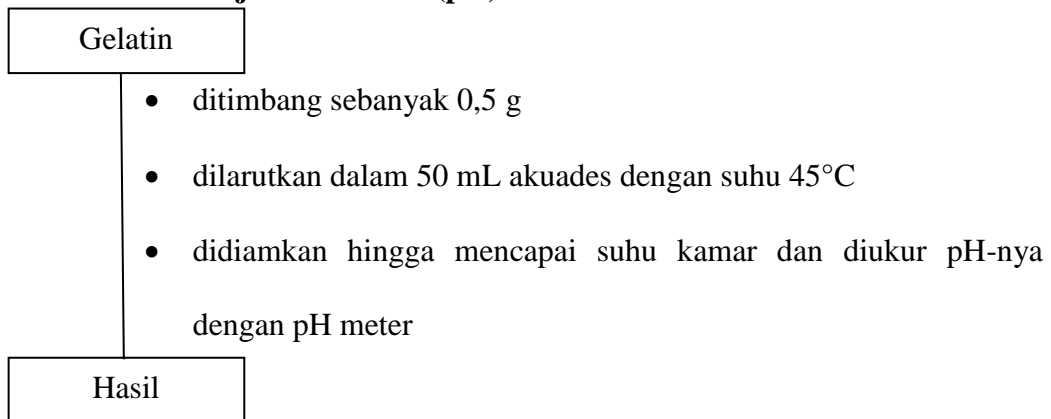 Gelatin
• ditimbang sebanyak 0,5 g
• dilarutkan dalam 50 mL akuades dengan suhu 45°C
• didiamkan hingga mencapai suhu kamar dan diukur pH-nya
dengan pH meter
Hasil